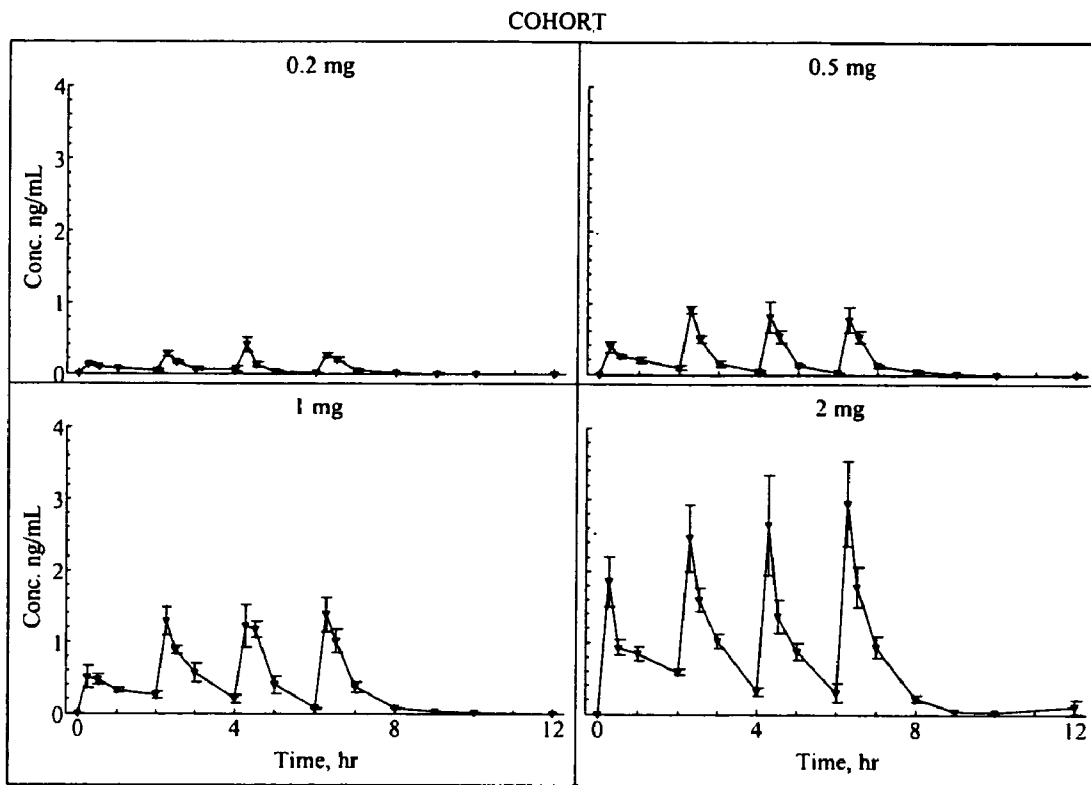 COHORT
0.2 mg
0.5 mg
4
3
2
1
0
Conc. ng/mL
1 mg
2 mg
4
3
2
1
0
Conc. ng/mL
0 4 8 12
0 4 8 12
Time, hr
Time, hr